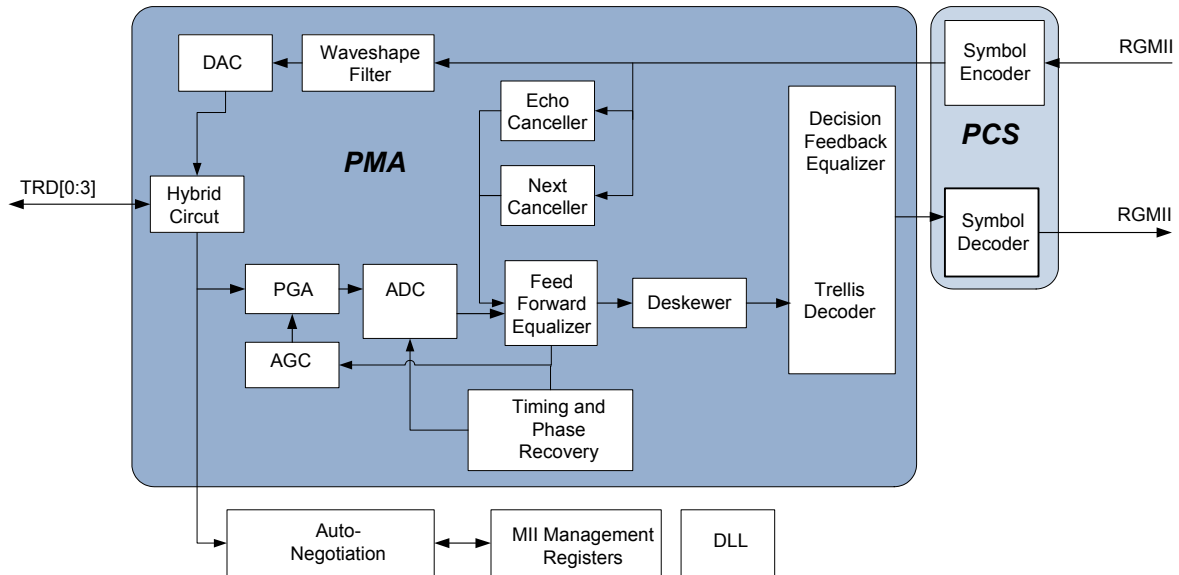 DAC
Waveshape
Filter
Symbol
Encoder
RGMII
Echo
Canceller
Decision
Feedback
Equalizer
PMA
PCS
Next
Canceller
TRD[0:3]
Hybrid
Circut
Symbol
Decoder
RGMII
PGA
ADC
Feed
Forward
Equalizer
Deskewer
Trellis
Decoder
AGC
Timing and
Phase
Recovery
Auto-
Negotiation
MII Management
Registers
DLL